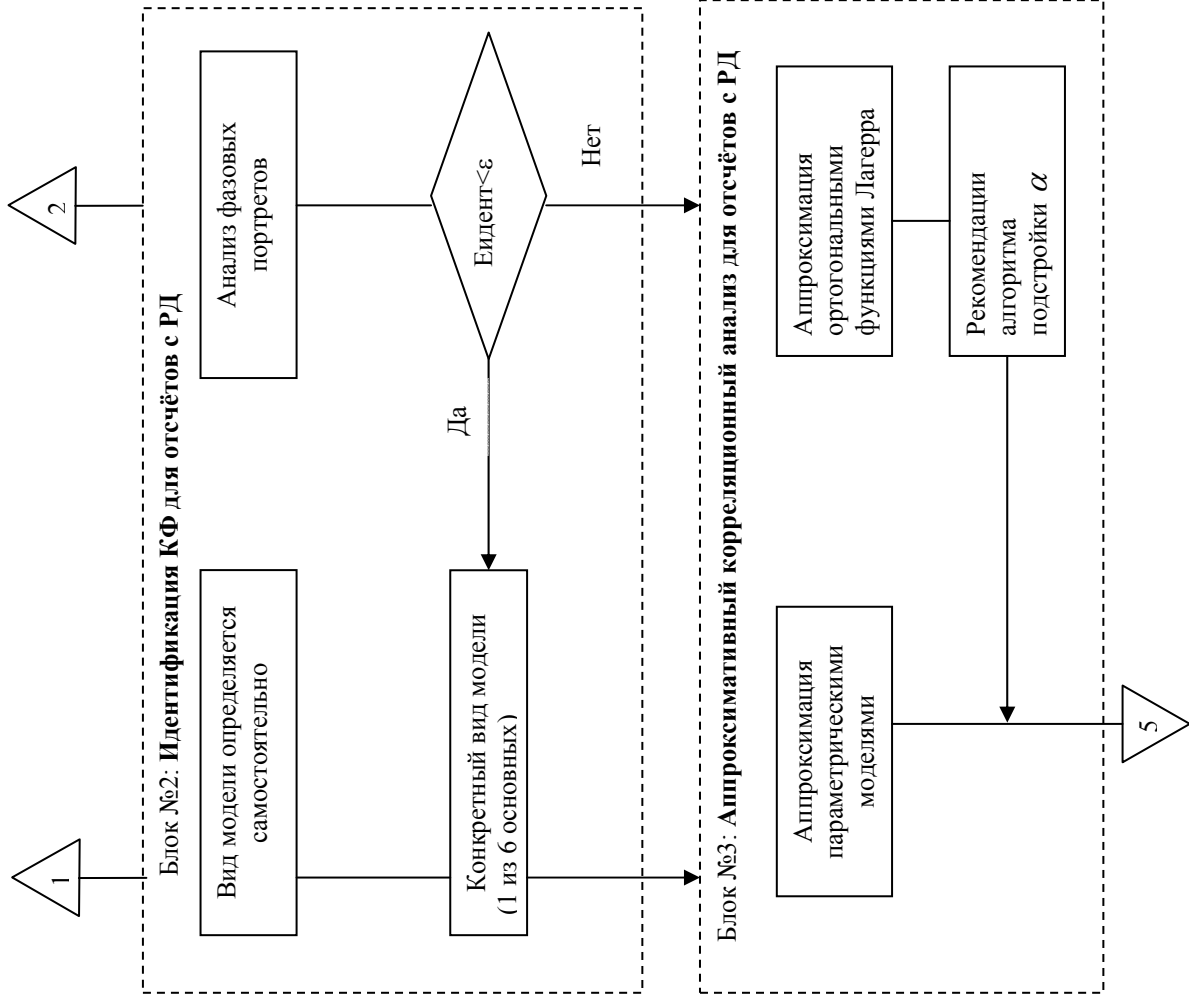 1
2
Блок №2: Идентификация КФ для отсчётов с РД
Вид модели определяется
самостоятельно
Анализ фазовых
портретов
Конкретный вид модели
(1 из 6 основных)
Да
Еидент<ε
Нет
Блок №3: Аппроксимативный корреляционный анализ для отсчётов с РД
Аппроксимация
параметрическими
моделями
Аппроксимация
ортогональными
функциями Лагерра
Рекомендации
алгоритма
подстройки α
5